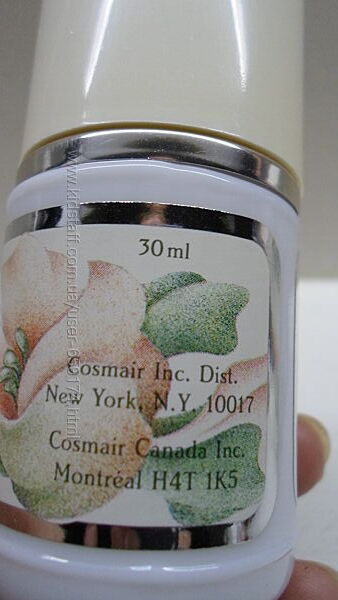 30 ml
Cosmair Inc. Dist.
New York, N.Y. 10017
Cosmair Canada Inc.
Montréal H4T 1K5